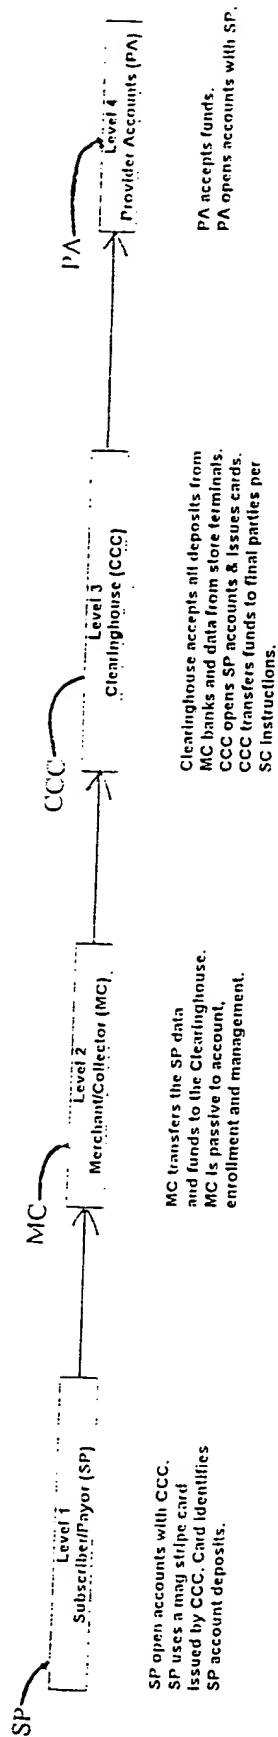 SP
Level 1
Subscriber/Payor (SP)
SP open accounts with CCC.
SP uses a mag stripe card
Issued by CCC. Card Identifies
SP account deposits.
MC
Level 2
Merchant/Collector (MC)
MC transfers the SP data
and funds to the Clearinghouse.
MC is passive to account,
enrollment and management.
CCC
Level 3
Clearinghouse (CCC)
Clearinghouse accepts all deposits from
MC banks and data from store terminals.
CCC opens SP accounts & issues cards.
CCC transfers funds to final parties per
SC Instructions.
PA
Level 4
Provider Accounts (PA)
PA accepts funds.
PA opens accounts with SP.